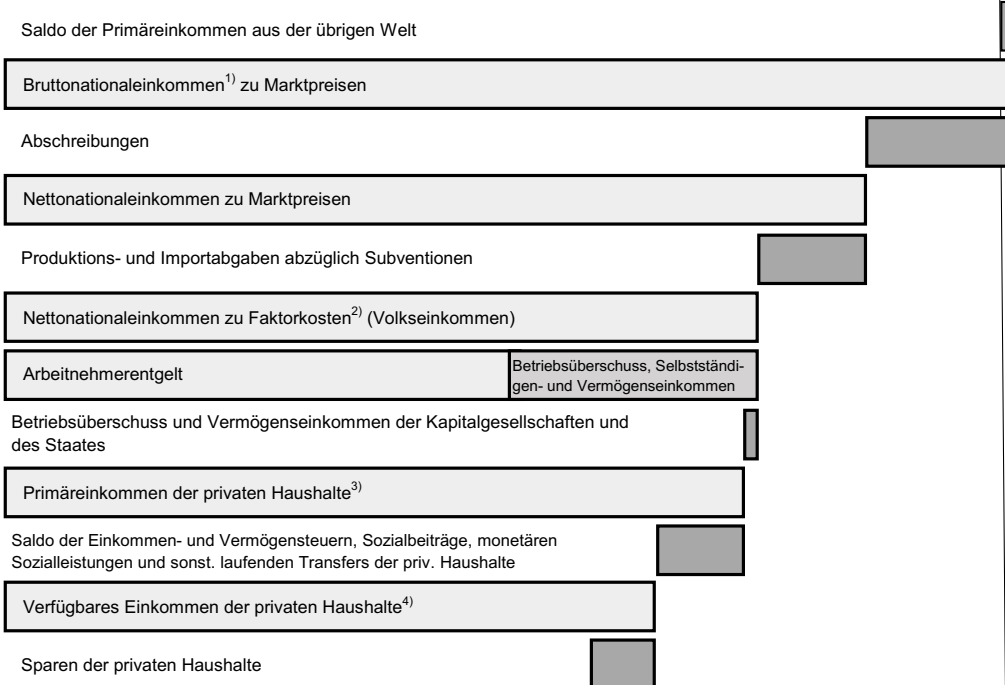 Saldo der Primäreinkommen aus der übrigen Welt
Bruttonationaleinkommen1) zu Marktpreisen
Abschreibungen
Nettonationaleinkommen zu Marktpreisen
Produktions- und Importabgaben abzüglich Subventionen
Nettonationaleinkommen zu Faktorkosten2) (Volkseinkommen)
Arbeitnehmerentgelt
Betriebsüberschuss, Selbstständi-
gen- und Vermögenseinkommen
Betriebsüberschuss und Vermögenseinkommen der Kapitalgesellschaften und
des Staates
Primäreinkommen der privaten Haushalte3)
Saldo der Einkommen- und Vermögensteuern, Sozialbeiträge, monetären
Sozialleistungen und sonst. laufenden Transfers der priv. Haushalte
Verfügbares Einkommen der privaten Haushalte4)
Sparen der privaten Haushalte